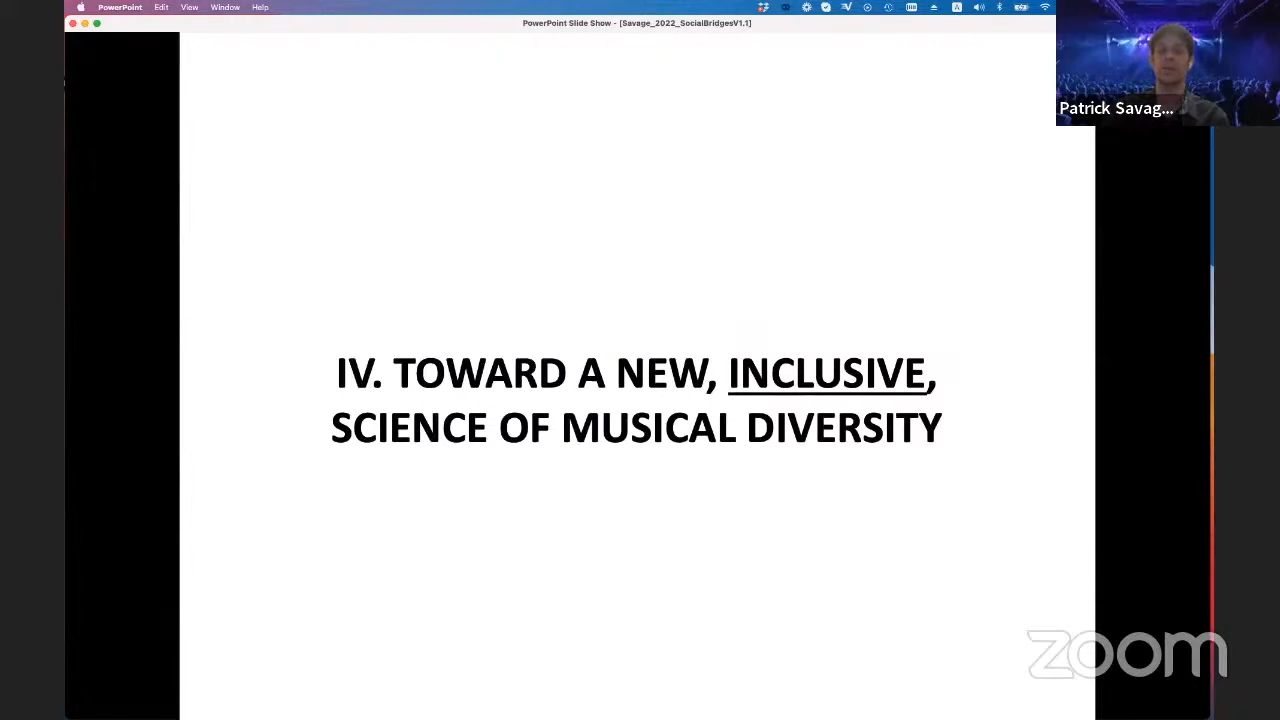 PowerPoint Edit View Window Help
PowerPoint Slide Show - [Savage_2022_SocialBridgesV1.1]
Patrick Savag...
IV. TOWARD A NEW, INCLUSIVE,
SCIENCE OF MUSICAL DIVERSITY
zoom